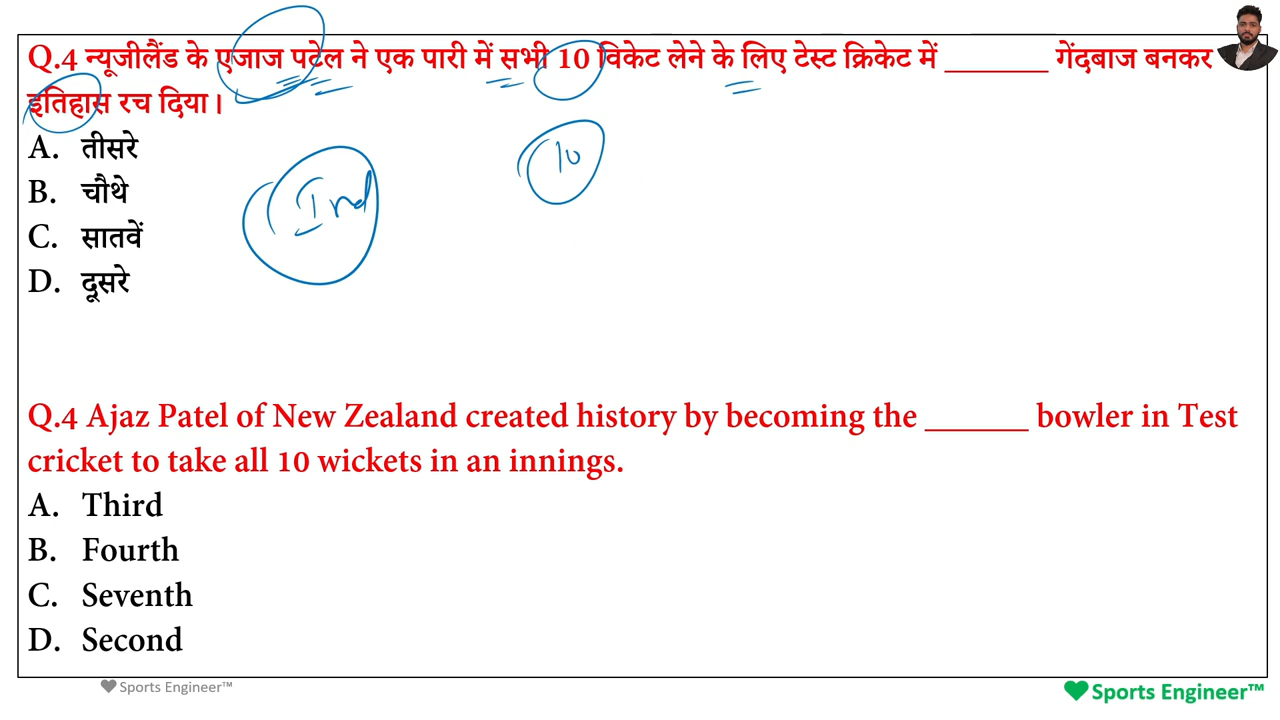 Q.4 न्यूजीलैंड के एजाज पटेल ने एक पारी में सभी 10 विकेट लेने के लिए टेस्ट क्रिकेट में _______ गेंदबाज बनकर
इतिहास रच दिया।
A. तीसरे
B. चौथे
C. सातवें
D. दूसरे
Ind
10
Q.4 Ajaz Patel of New Zealand created history by becoming the _______ bowler in Test
cricket to take all 10 wickets in an innings.
A. Third
B. Fourth
C. Seventh
D. Second
Sports Engineer™
Sports Engineer™